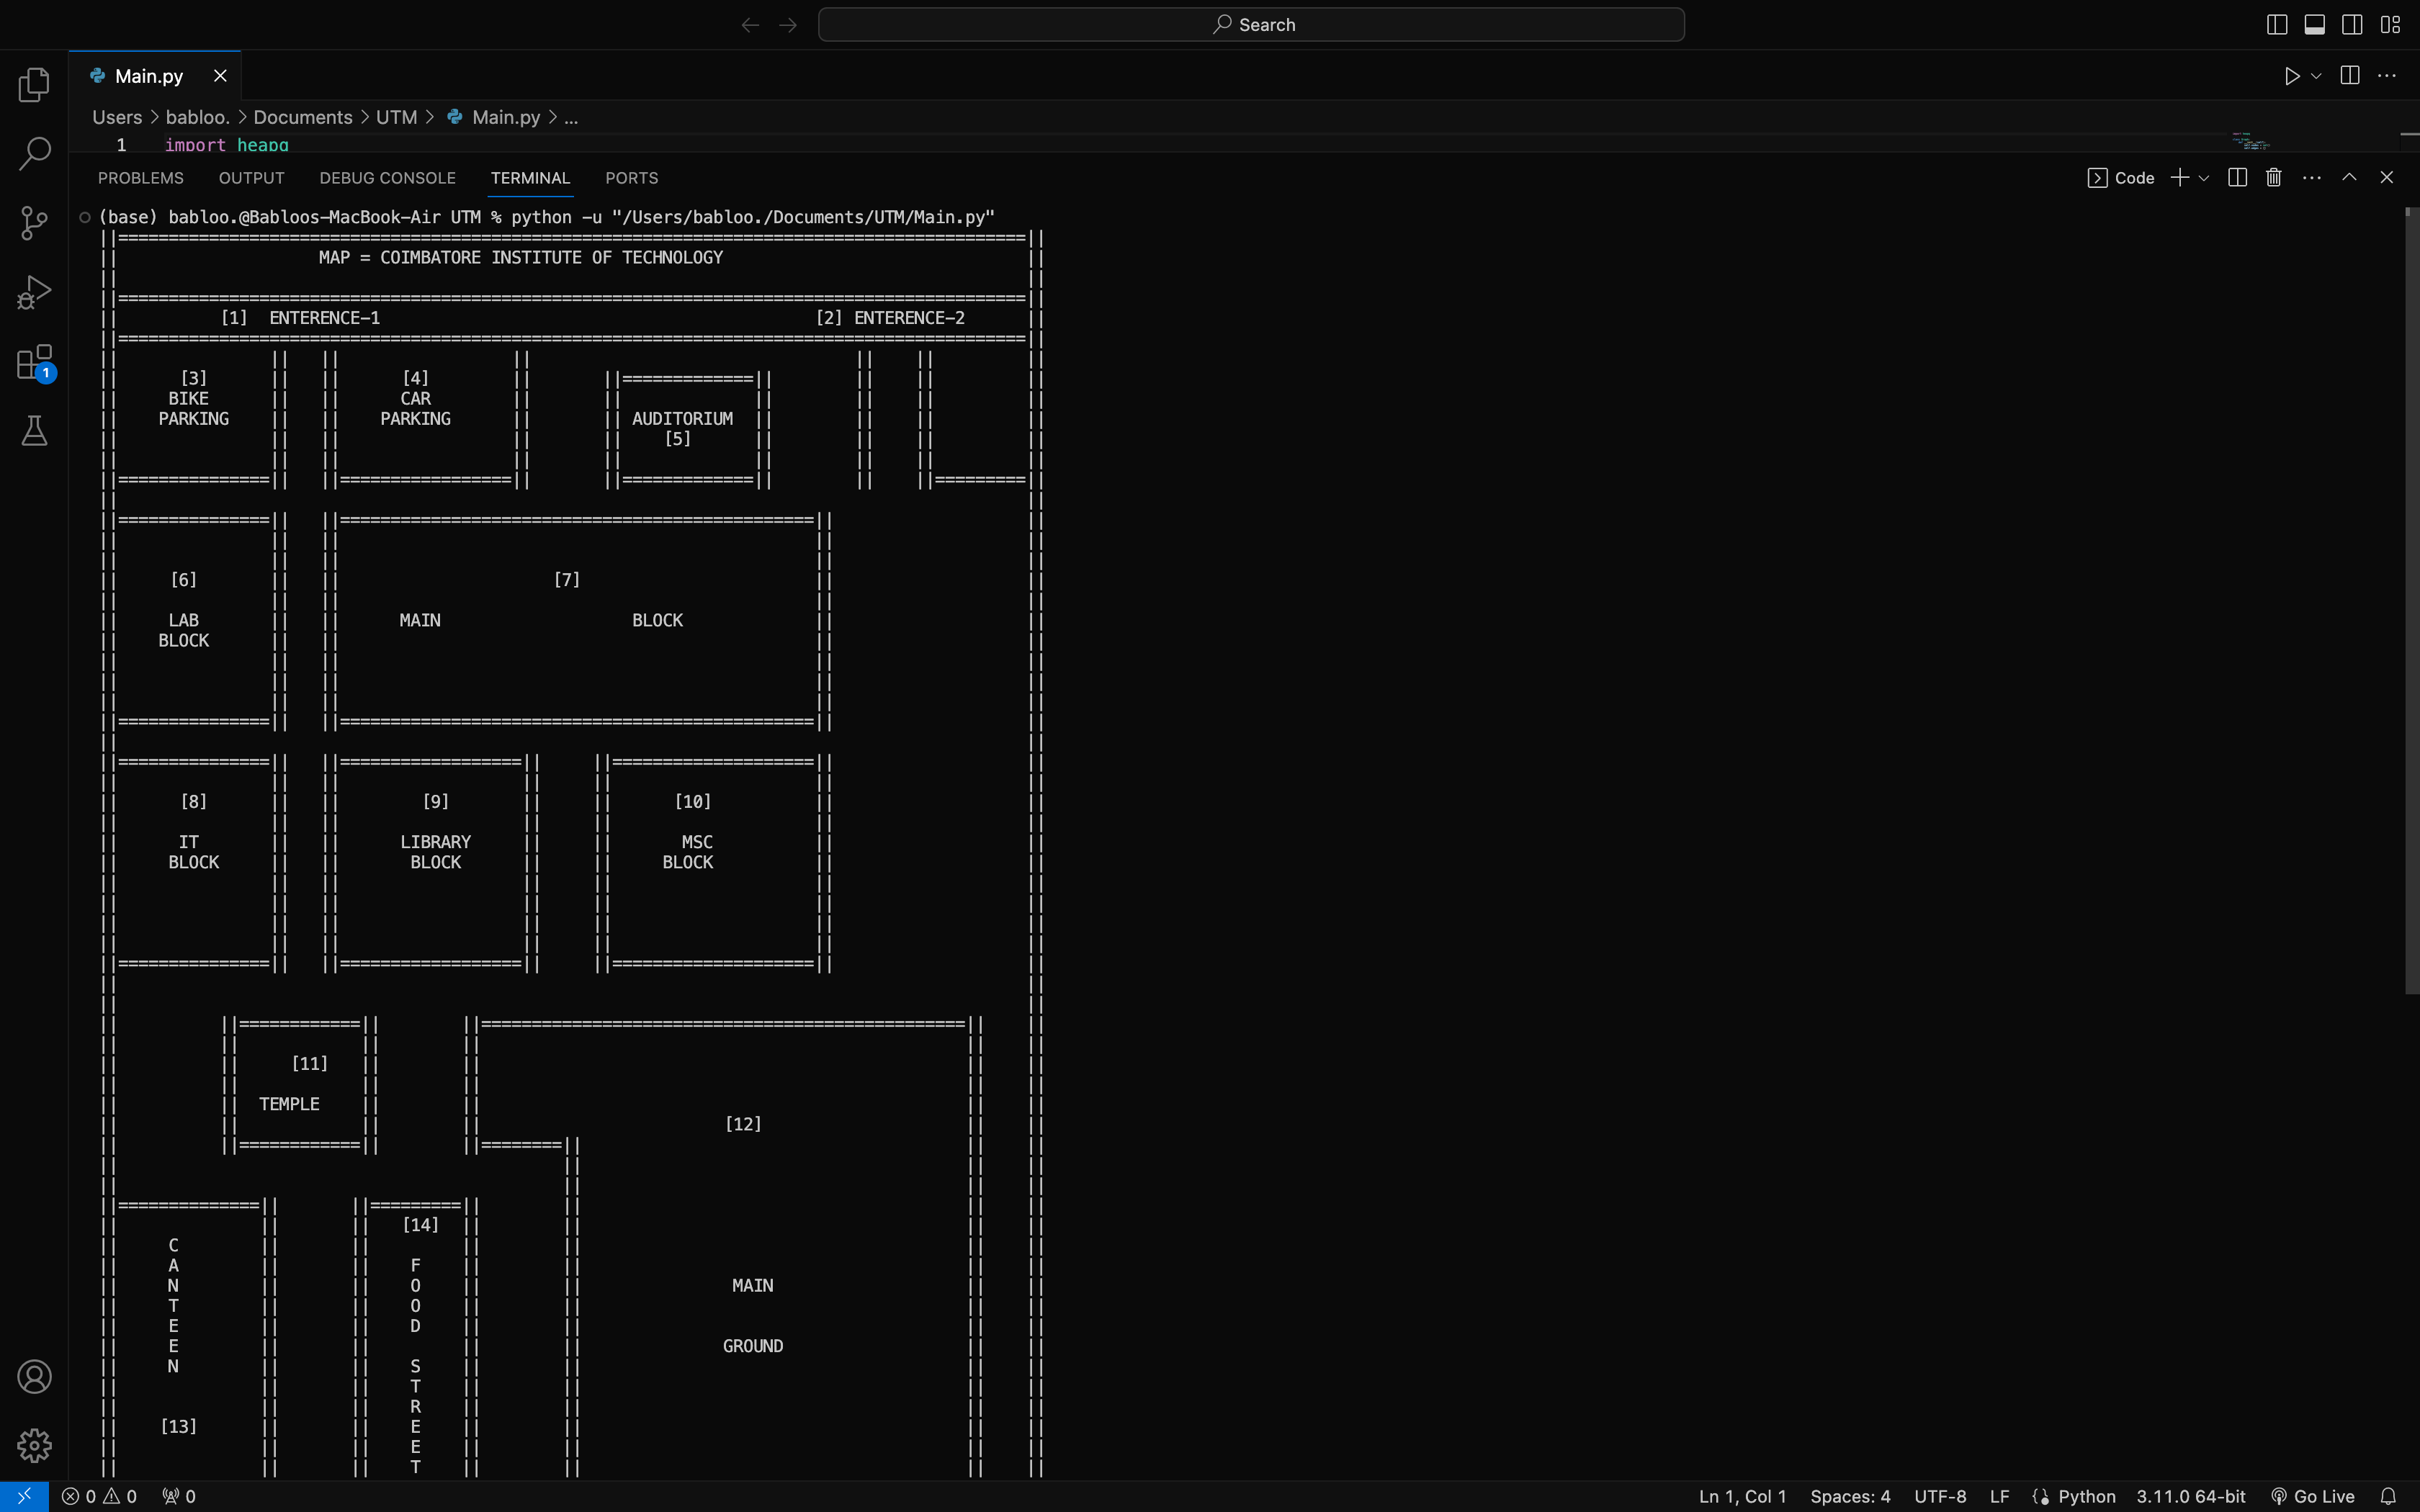 Search
Main.py
Users > babloo. > Documents > UTM > Main.py > ...
1 import heapq
PROBLEMS OUTPUT DEBUG CONSOLE TERMINAL PORTS
Code
(base) babloo.@Babloos-MacBook-Air UTM % python -u "/Users/babloo./Documents/UTM/Main.py"
MAP = COIMBATORE INSTITUTE OF TECHNOLOGY
[1] ENTERENCE-1 [2] ENTERENCE-2
[3] [4]
BIKE CAR
PARKING PARKING AUDITORIUM
[5]
[6] [7]
LAB MAIN BLOCK
BLOCK
[8] [9] [10]
IT LIBRARY MSC
BLOCK BLOCK BLOCK
[11]
TEMPLE
[12]
[14]
C
A F
N O MAIN
T O
E D
E GROUND
N S
T
R
[13] E
E
T
1
0 0 0
Ln 1, Col 1 Spaces: 4 UTF-8 LF Python 3.11.0 64-bit Go Live